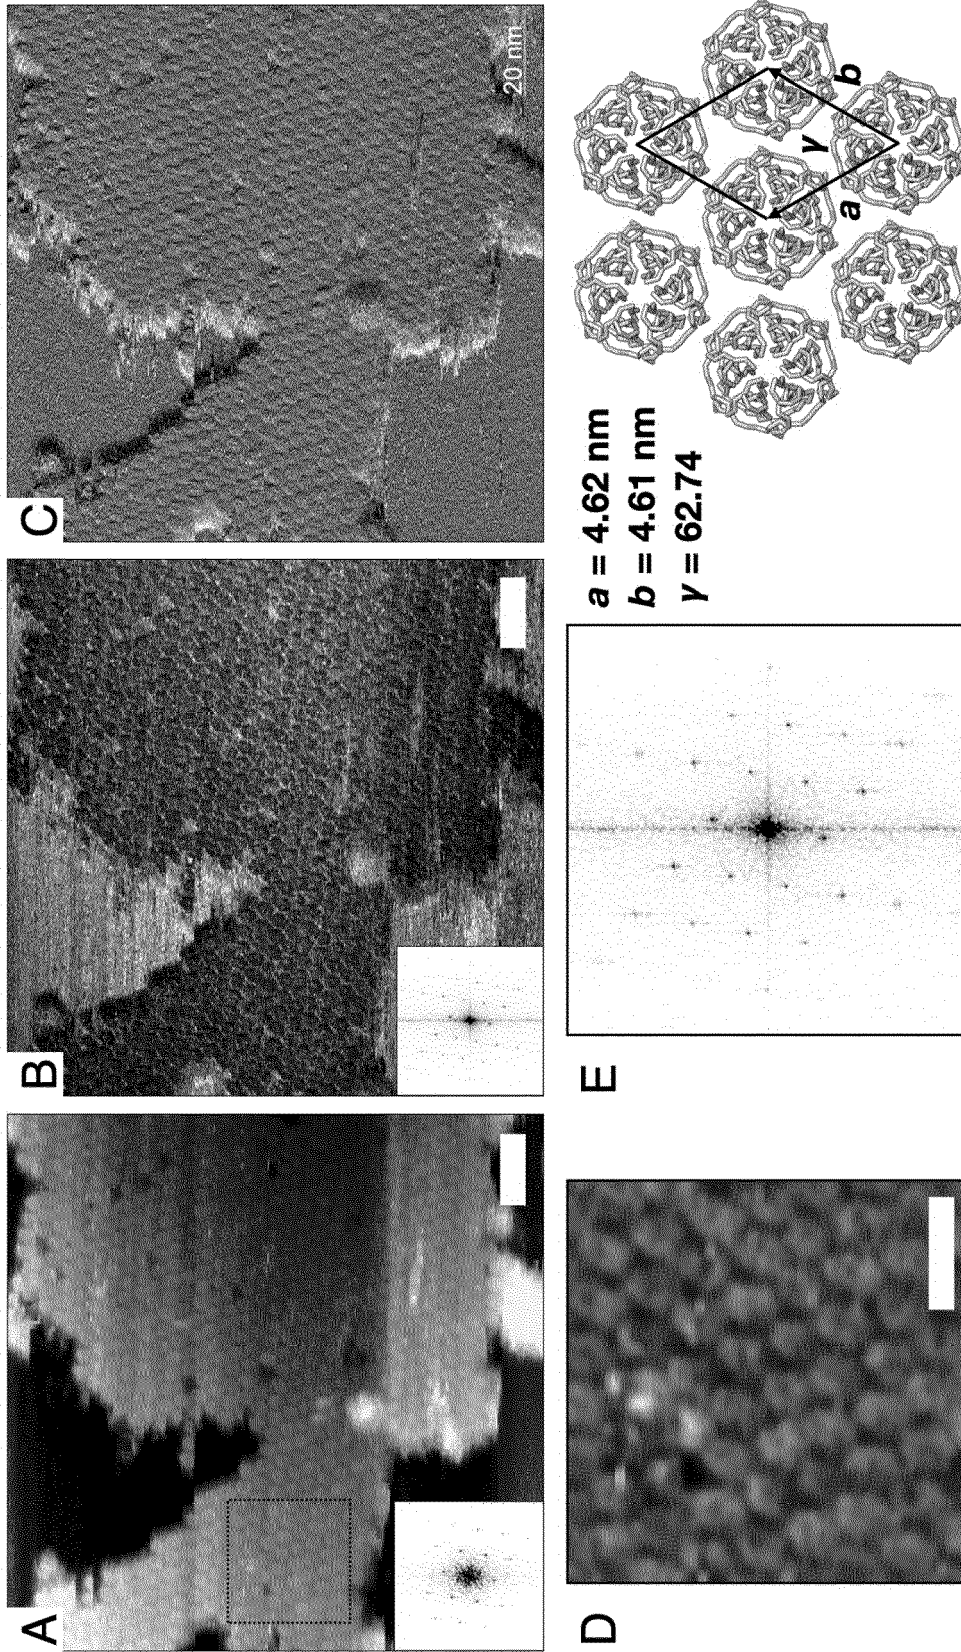 A
B
C
20 nm
D
E
a = 4.62 nm
b = 4.61 nm
γ = 62.74
a
γ
b